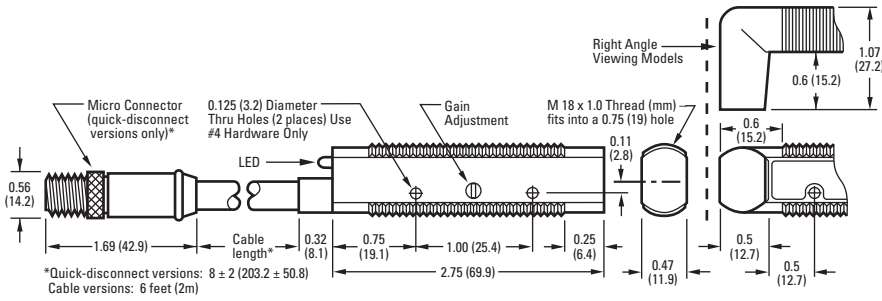 Right Angle
Viewing Models
1.07
(27.2)
0.6 (15.2)
Micro Connector
(quick-disconnect
versions only)*
0.125 (3.2) Diameter
Thru Holes (2 places) Use
#4 Hardware Only
Gain
Adjustment
M 18 x 1.0 Thread (mm)
fits into a 0.75 (19) hole
0.11
(2.8)
0.6
(15.2)
LED
0.56
(14.2)
1.69 (42.9)
Cable
length*
0.32
(8.1)
0.75
(19.1)
1.00 (25.4)
0.25
(6.4)
2.75 (69.9)
0.47
(11.9)
0.5
(12.7)
0.5
(12.7)
*Quick-disconnect versions: 8 ± 2 (203.2 ± 50.8)
Cable versions: 6 feet (2m)